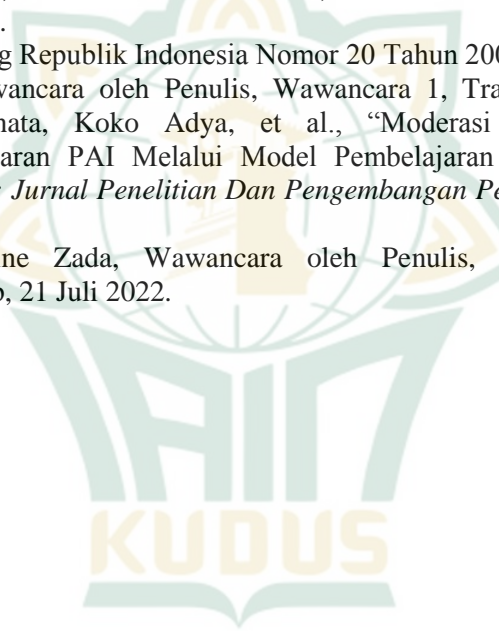 .
g Republik Indonesia Nomor 20 Tahun 200
wancara oleh Penulis, Wawancara 1, Tra
nata, Koko Adya, et al., “Moderasi
aran PAI Melalui Model Pembelajaran
: Jurnal Penelitian Dan Pengembangan Pe
ne Zada, Wawancara oleh Penulis,
, 21 Juli 2022.
IAIN
KUDUS